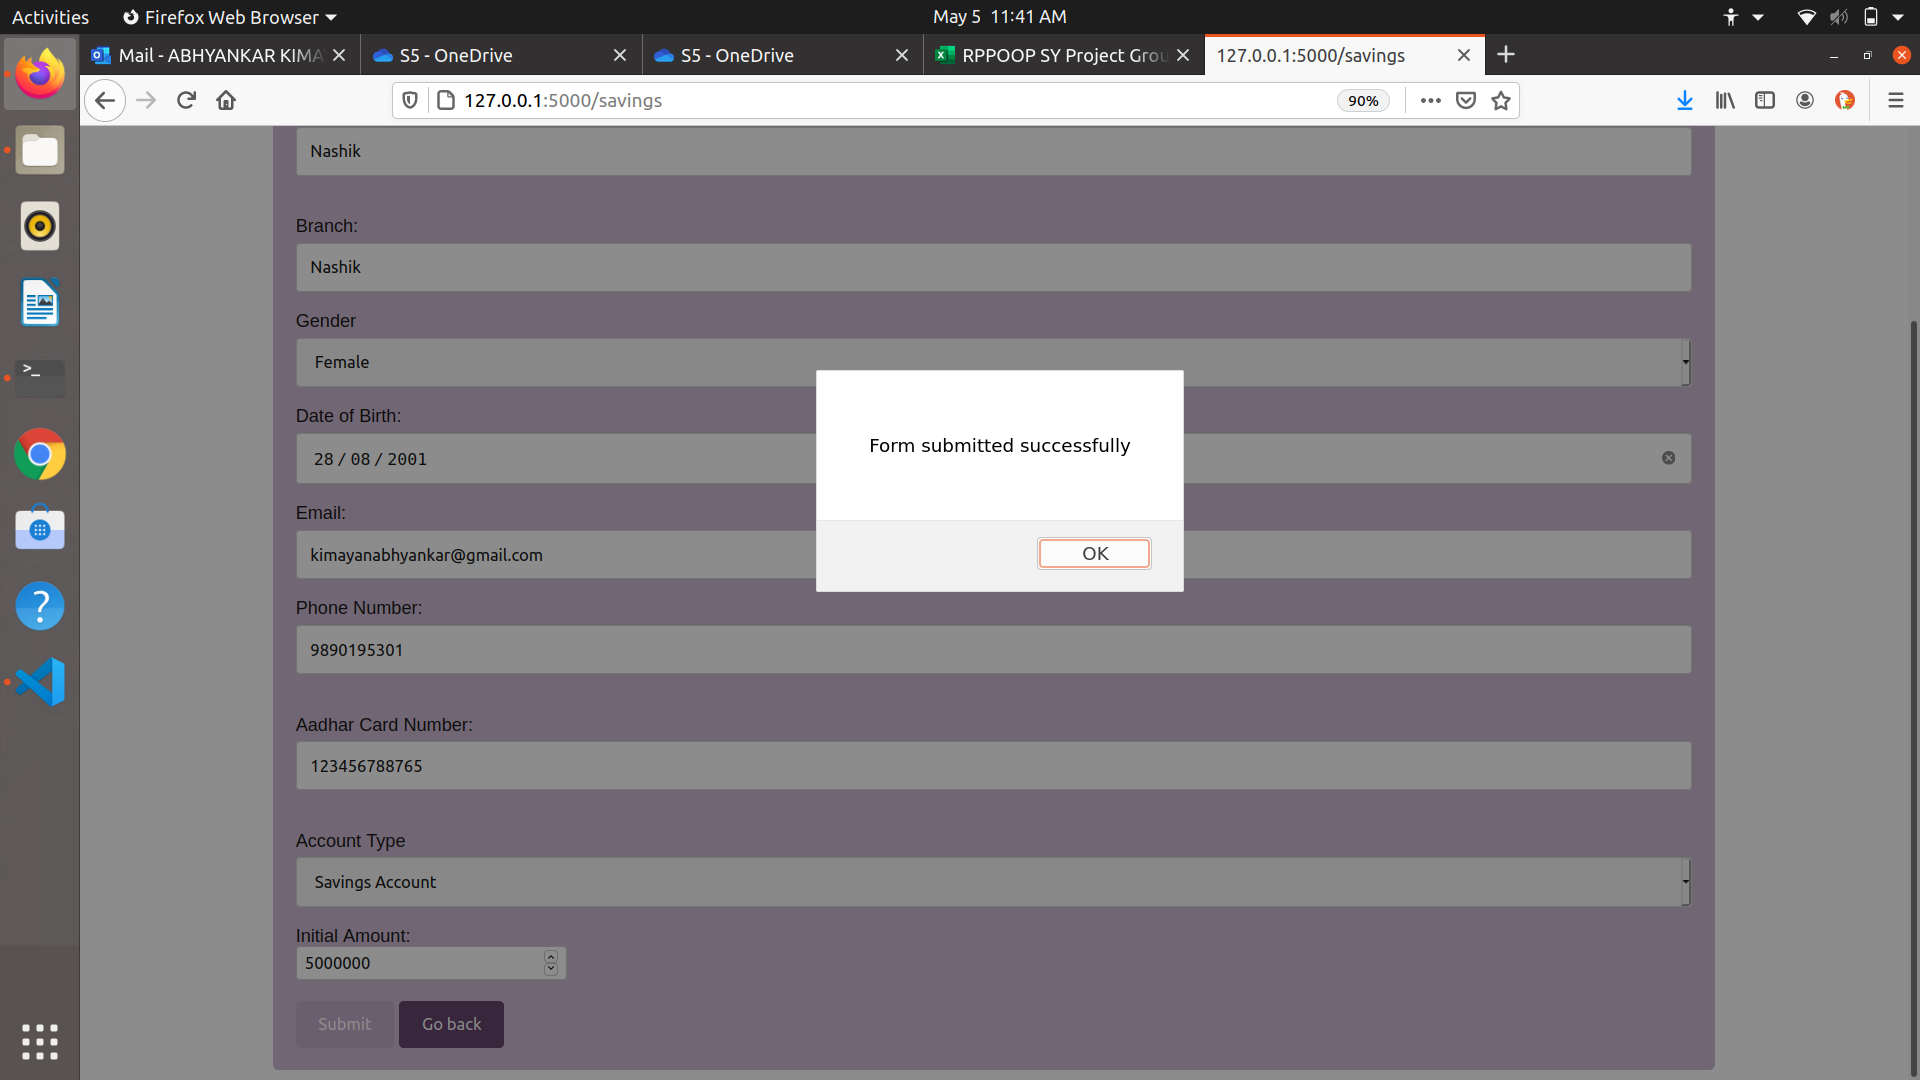 Activities
Firefox Web Browser
May 5 11:41 AM
Mail - ABHYANKAR KIMA
S5 - OneDrive
S5 - OneDrive
RPPOOP SY Project Grou
127.0.0.1:5000/savings
127.0.0.1:5000/savings
90%
Nashik
Branch:
Nashik
Gender
Female
Date of Birth:
28 / 08 / 2001
Form submitted successfully
Email:
kimayanabhyankar@gmail.com
OK
Phone Number:
9890195301
Aadhar Card Number:
123456788765
Account Type
Savings Account
Initial Amount:
5000000
Submit
Go back